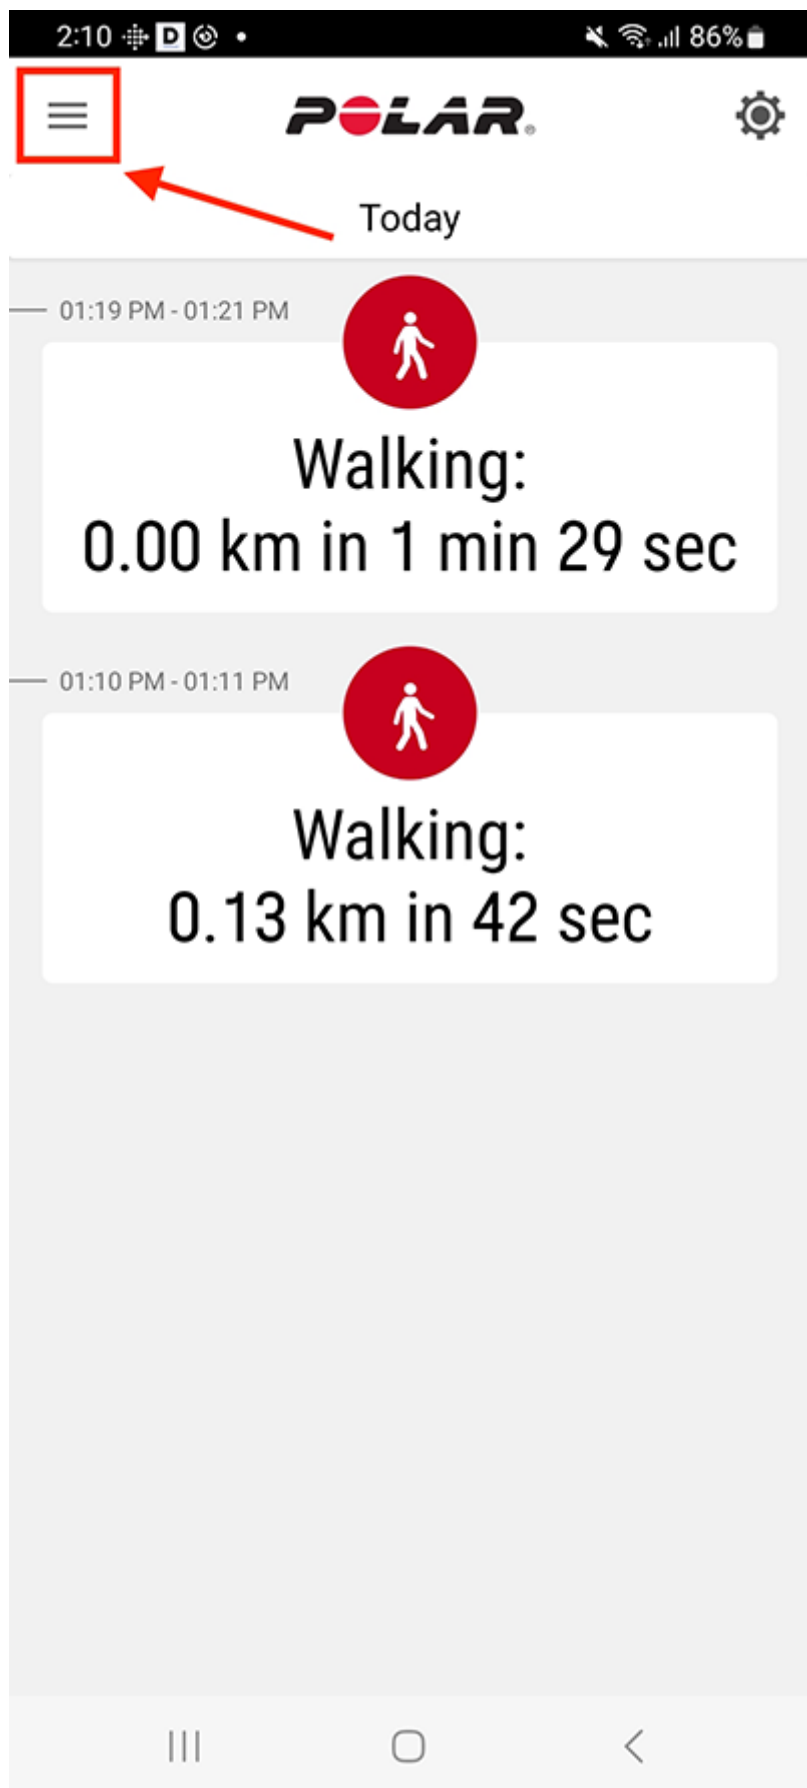 2:10 D 86%
POLAR®
Today
01:19 PM - 01:21 PM
Walking:
0.00 km in 1 min 29 sec
01:10 PM - 01:11 PM
Walking:
0.13 km in 42 sec